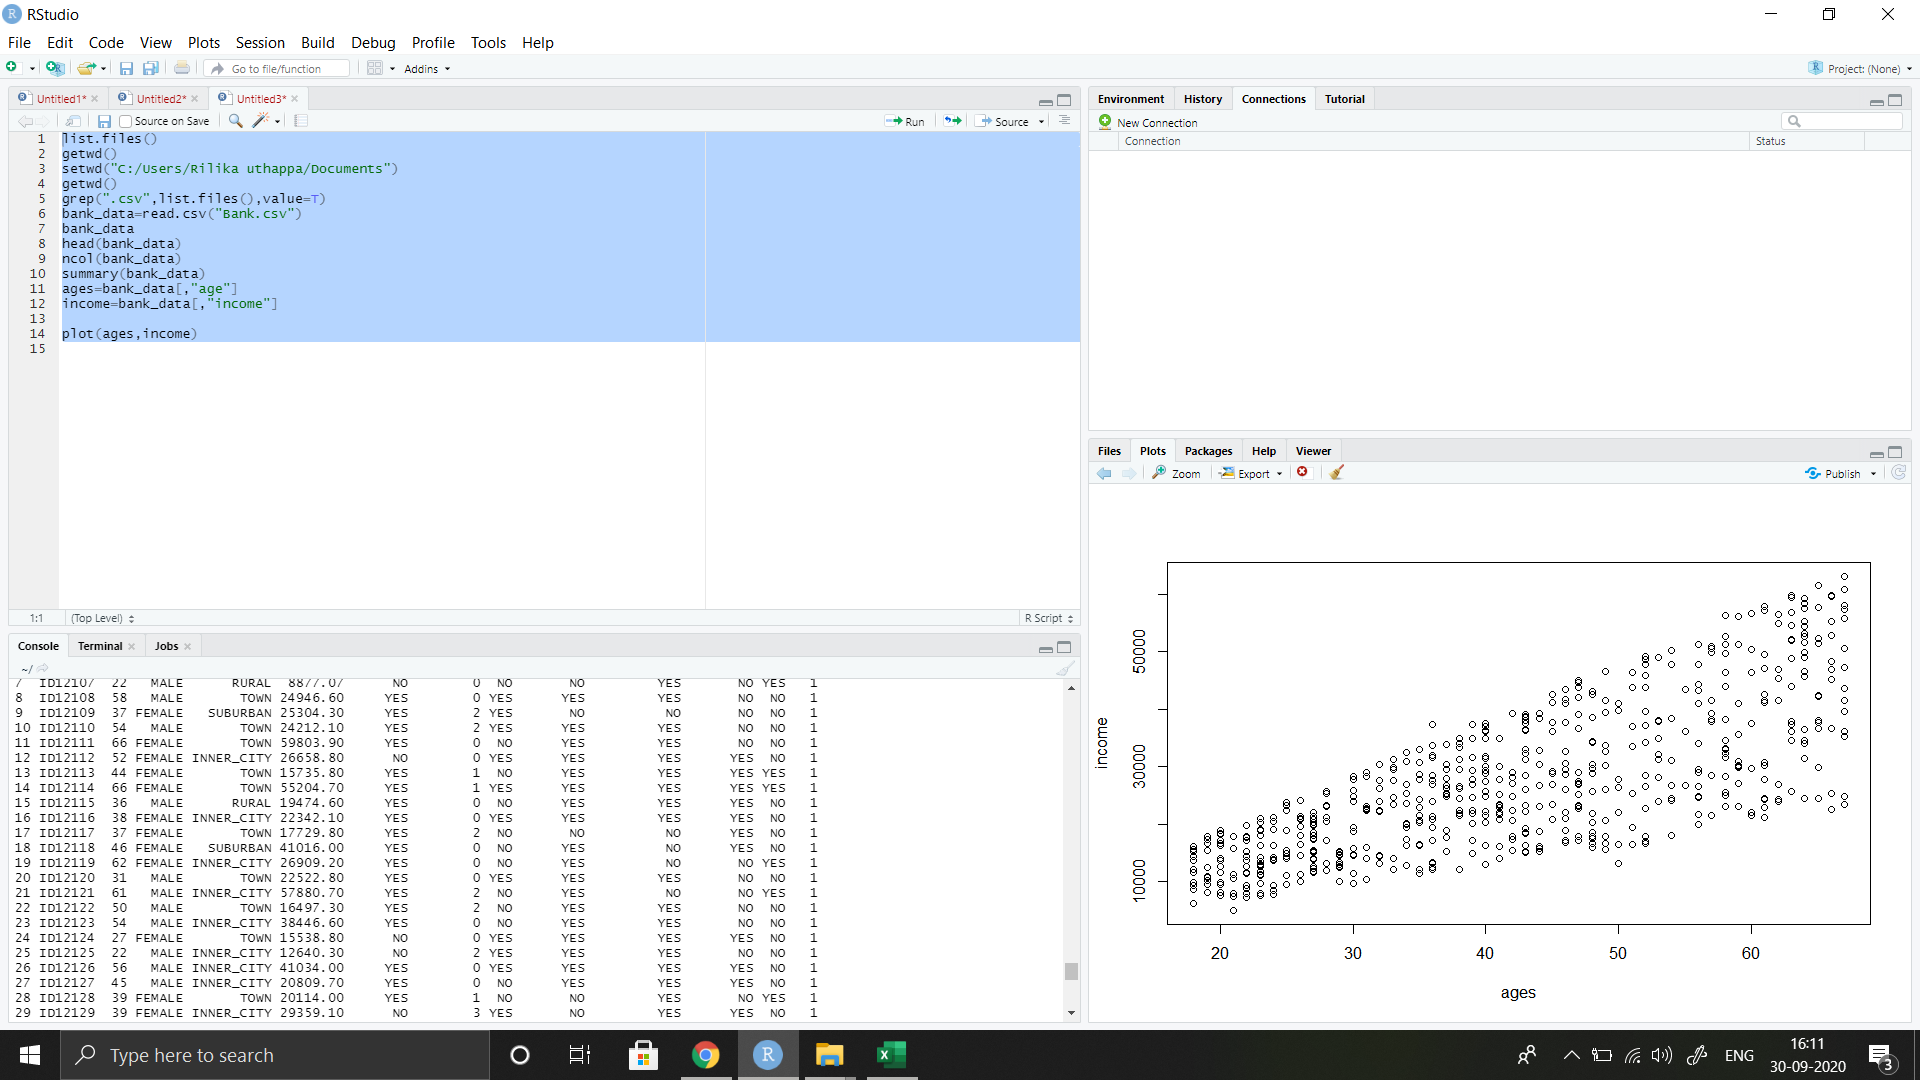 RStudio
File Edit Code View Plots Session Build Debug Profile Tools Help
Go to file/function Addins Project: (None)
Untitled1* Untitled2* Untitled3*
Source on Save Run Source
1 list.files()
2 getwd()
3 setwd("C:/Users/Rilika uthappa/Documents")
4 getwd()
5 grep(".csv",list.files(),value=T)
6 bank_data=read.csv("Bank.csv")
7 bank_data
8 head(bank_data)
9 ncol(bank_data)
10 summary(bank_data)
11 ages=bank_data[,"age"]
12 income=bank_data[,"income"]
13
14 plot(ages,income)
15
1:1 (Top Level) R Script
Console Terminal Jobs
~/
7 ID12107 22 MALE RURAL 8877.07 NO 0 NO NO YES NO YES 1
8 ID12108 58 MALE TOWN 24946.60 YES 0 YES YES YES NO NO 1
9 ID12109 37 FEMALE SUBURBAN 25304.30 YES 2 YES NO NO NO NO 1
10 ID12110 54 MALE TOWN 24212.10 YES 2 YES YES YES NO NO 1
11 ID12111 66 FEMALE TOWN 59803.90 YES 0 NO YES YES NO NO 1
12 ID12112 52 FEMALE INNER_CITY 26658.80 NO 0 YES YES YES YES NO 1
13 ID12113 44 FEMALE TOWN 15735.80 YES 1 NO YES YES YES YES 1
14 ID12114 66 FEMALE TOWN 55204.70 YES 1 YES YES YES YES YES 1
15 ID12115 36 MALE RURAL 19474.60 YES 0 NO YES YES YES NO 1
16 ID12116 38 FEMALE INNER_CITY 22342.10 YES 0 YES YES YES YES NO 1
17 ID12117 37 FEMALE TOWN 17729.80 YES 2 NO NO NO YES NO 1
18 ID12118 46 FEMALE SUBURBAN 41016.00 YES 0 NO YES NO YES NO 1
19 ID12119 62 FEMALE INNER_CITY 26909.20 YES 0 NO YES NO NO YES 1
20 ID12120 31 MALE TOWN 22522.80 YES 0 YES YES YES NO NO 1
21 ID12121 61 MALE INNER_CITY 57880.70 YES 2 NO YES NO NO YES 1
22 ID12122 50 MALE TOWN 16497.30 YES 2 NO YES YES NO NO 1
23 ID12123 54 MALE INNER_CITY 38446.60 YES 0 NO YES YES NO NO 1
24 ID12124 27 FEMALE TOWN 15538.80 NO 0 YES YES YES YES NO 1
25 ID12125 22 MALE INNER_CITY 12640.30 NO 2 YES YES YES NO NO 1
26 ID12126 56 MALE INNER_CITY 41034.00 YES 0 YES YES YES YES NO 1
27 ID12127 45 MALE INNER_CITY 20809.70 YES 0 NO YES YES YES NO 1
28 ID12128 39 FEMALE TOWN 20114.00 YES 1 NO NO YES NO YES 1
29 ID12129 39 FEMALE INNER_CITY 29359.10 NO 3 YES NO YES YES NO 1
Environment History Connections Tutorial
New Connection
Connection Status
Files Plots Packages Help Viewer
Zoom Export Publish
income
50000
30000
10000
20 30 40 50 60
ages
Type here to search
ENG
16:11
30-09-2020
3